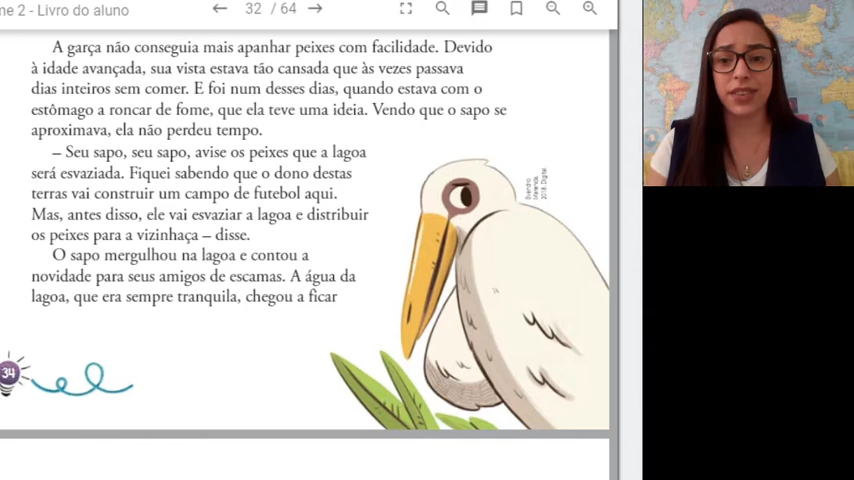 me 2 - Livro do aluno
32 / 64
A garça não conseguia mais apanhar peixes com facilidade. Devido
à idade avançada, sua vista estava tão cansada que às vezes passava
dias inteiros sem comer. E foi num desses dias, quando estava com o
estômago a roncar de fome, que ela teve uma ideia. Vendo que o sapo se
aproximava, ela não perdeu tempo.
– Seu sapo, seu sapo, avise os peixes que a lagoa
será esvaziada. Fiquei sabendo que o dono destas
terras vai construir um campo de futebol aqui.
Mas, antes disso, ele vai esvaziar a lagoa e distribuir
os peixes para a vizinhaça – disse.
O sapo mergulhou na lagoa e contou a
novidade para seus amigos de escamas. A água da
lagoa, que era sempre tranquila, chegou a ficar
2018. Digital.
34